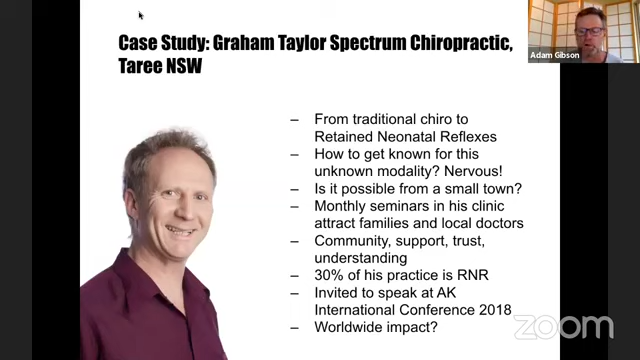 Case Study: Graham Taylor Spectrum Chiropractic,
Taree NSW
Adam Gibson
– From traditional chiro to
Retained Neonatal Reflexes
– How to get known for this
unknown modality? Nervous!
– Is it possible from a small town?
– Monthly seminars in his clinic
attract families and local doctors
– Community, support, trust,
understanding
– 30% of his practice is RNR
– Invited to speak at AK
International Conference 2018
– Worldwide impact?
zoom